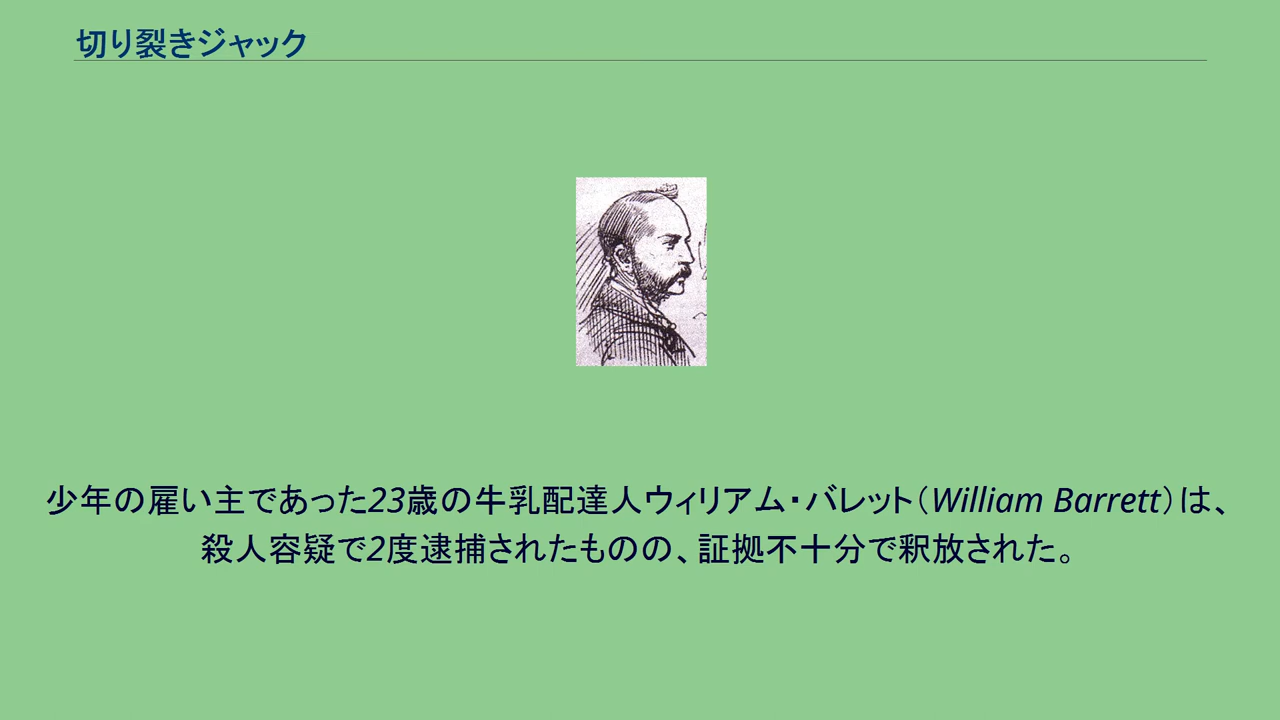 切り裂きジャック
少年の雇い主であった23歳の牛乳配達人ウィリアム・バレット（William Barrett）は、
殺人容疑で2度逮捕されたものの、証拠不十分で釈放された。